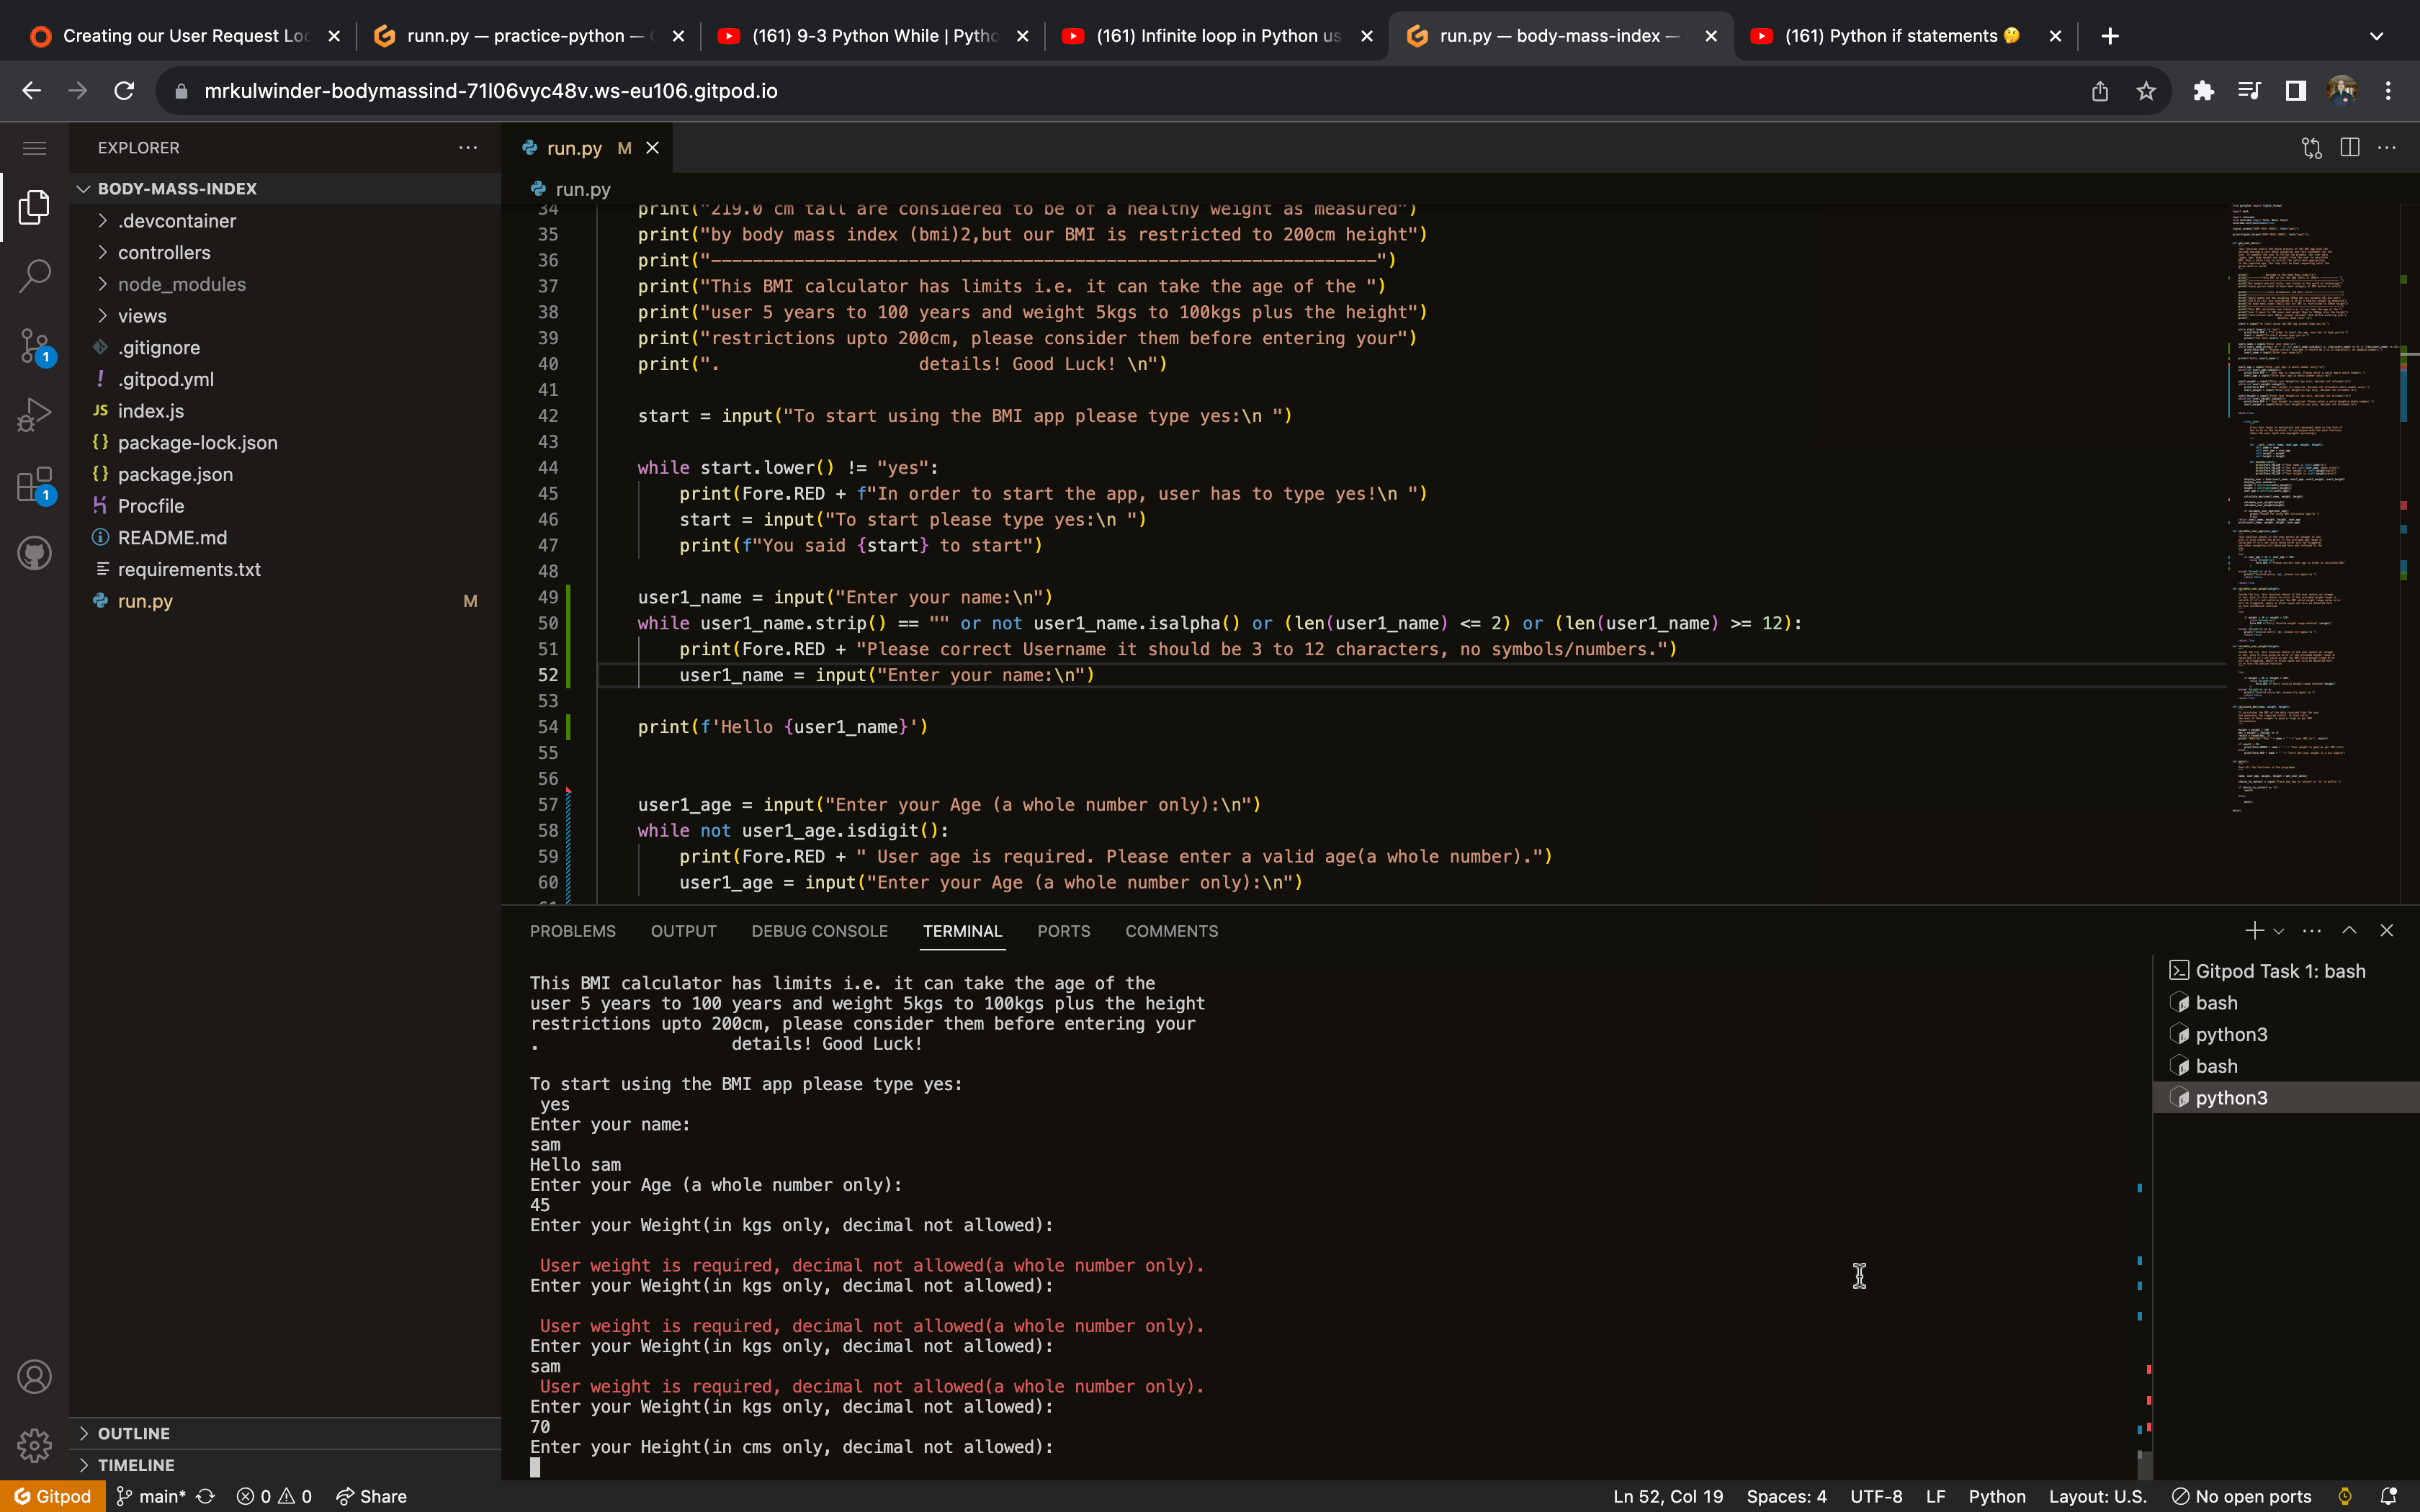 Creating our User Request Lo
runn.py — practice-python —
(161) 9-3 Python While | Pytho
(161) Infinite loop in Python us
run.py — body-mass-index —
(161) Python if statements 🤔
mrkulwinder-bodymassind-71l06vyc48v.ws-eu106.gitpod.io
EXPLORER
run.py M
BODY-MASS-INDEX
run.py
.devcontainer
controllers
node_modules
views
.gitignore
.gitpod.yml
JS index.js
{} package-lock.json
{} package.json
Procfile
README.md
requirements.txt
run.py M
1
1
OUTLINE
TIMELINE
34 print("219.0 cm tall are considered to be of a healthy weight as measured")
35 print("by body mass index (bmi)2,but our BMI is restricted to 200cm height")
36 print("————————————————————————————————————————————————————————————————")
37 print("This BMI calculator has limits i.e. it can take the age of the ")
38 print("user 5 years to 100 years and weight 5kgs to 100kgs plus the height")
39 print("restrictions upto 200cm, please consider them before entering your")
40 print(".                   details! Good Luck! \n")
41
42 start = input("To start using the BMI app please type yes:\n ")
43
44 while start.lower() != "yes":
45     print(Fore.RED + f"In order to start the app, user has to type yes!\n ")
46     start = input("To start please type yes:\n ")
47     print(f"You said {start} to start")
48
49 user1_name = input("Enter your name:\n")
50 while user1_name.strip() == "" or not user1_name.isalpha() or (len(user1_name) <= 2) or (len(user1_name) >= 12):
51     print(Fore.RED + "Please correct Username it should be 3 to 12 characters, no symbols/numbers.")
52     user1_name = input("Enter your name:\n")
53
54 print(f'Hello {user1_name}')
55
56
57 user1_age = input("Enter your Age (a whole number only):\n")
58 while not user1_age.isdigit():
59     print(Fore.RED + " User age is required. Please enter a valid age(a whole number).")
60     user1_age = input("Enter your Age (a whole number only):\n")
PROBLEMS OUTPUT DEBUG CONSOLE TERMINAL PORTS COMMENTS
This BMI calculator has limits i.e. it can take the age of the
user 5 years to 100 years and weight 5kgs to 100kgs plus the height
restrictions upto 200cm, please consider them before entering your
.                   details! Good Luck!
To start using the BMI app please type yes:
yes
Enter your name:
sam
Hello sam
Enter your Age (a whole number only):
45
Enter your Weight(in kgs only, decimal not allowed):
User weight is required, decimal not allowed(a whole number only).
Enter your Weight(in kgs only, decimal not allowed):
User weight is required, decimal not allowed(a whole number only).
Enter your Weight(in kgs only, decimal not allowed):
sam
User weight is required, decimal not allowed(a whole number only).
Enter your Weight(in kgs only, decimal not allowed):
70
Enter your Height(in cms only, decimal not allowed):
Gitpod Task 1: bash
bash
python3
bash
python3
Gitpod main* 0 0 Share Ln 52, Col 19 Spaces: 4 UTF-8 LF Python Layout: U.S. No open ports